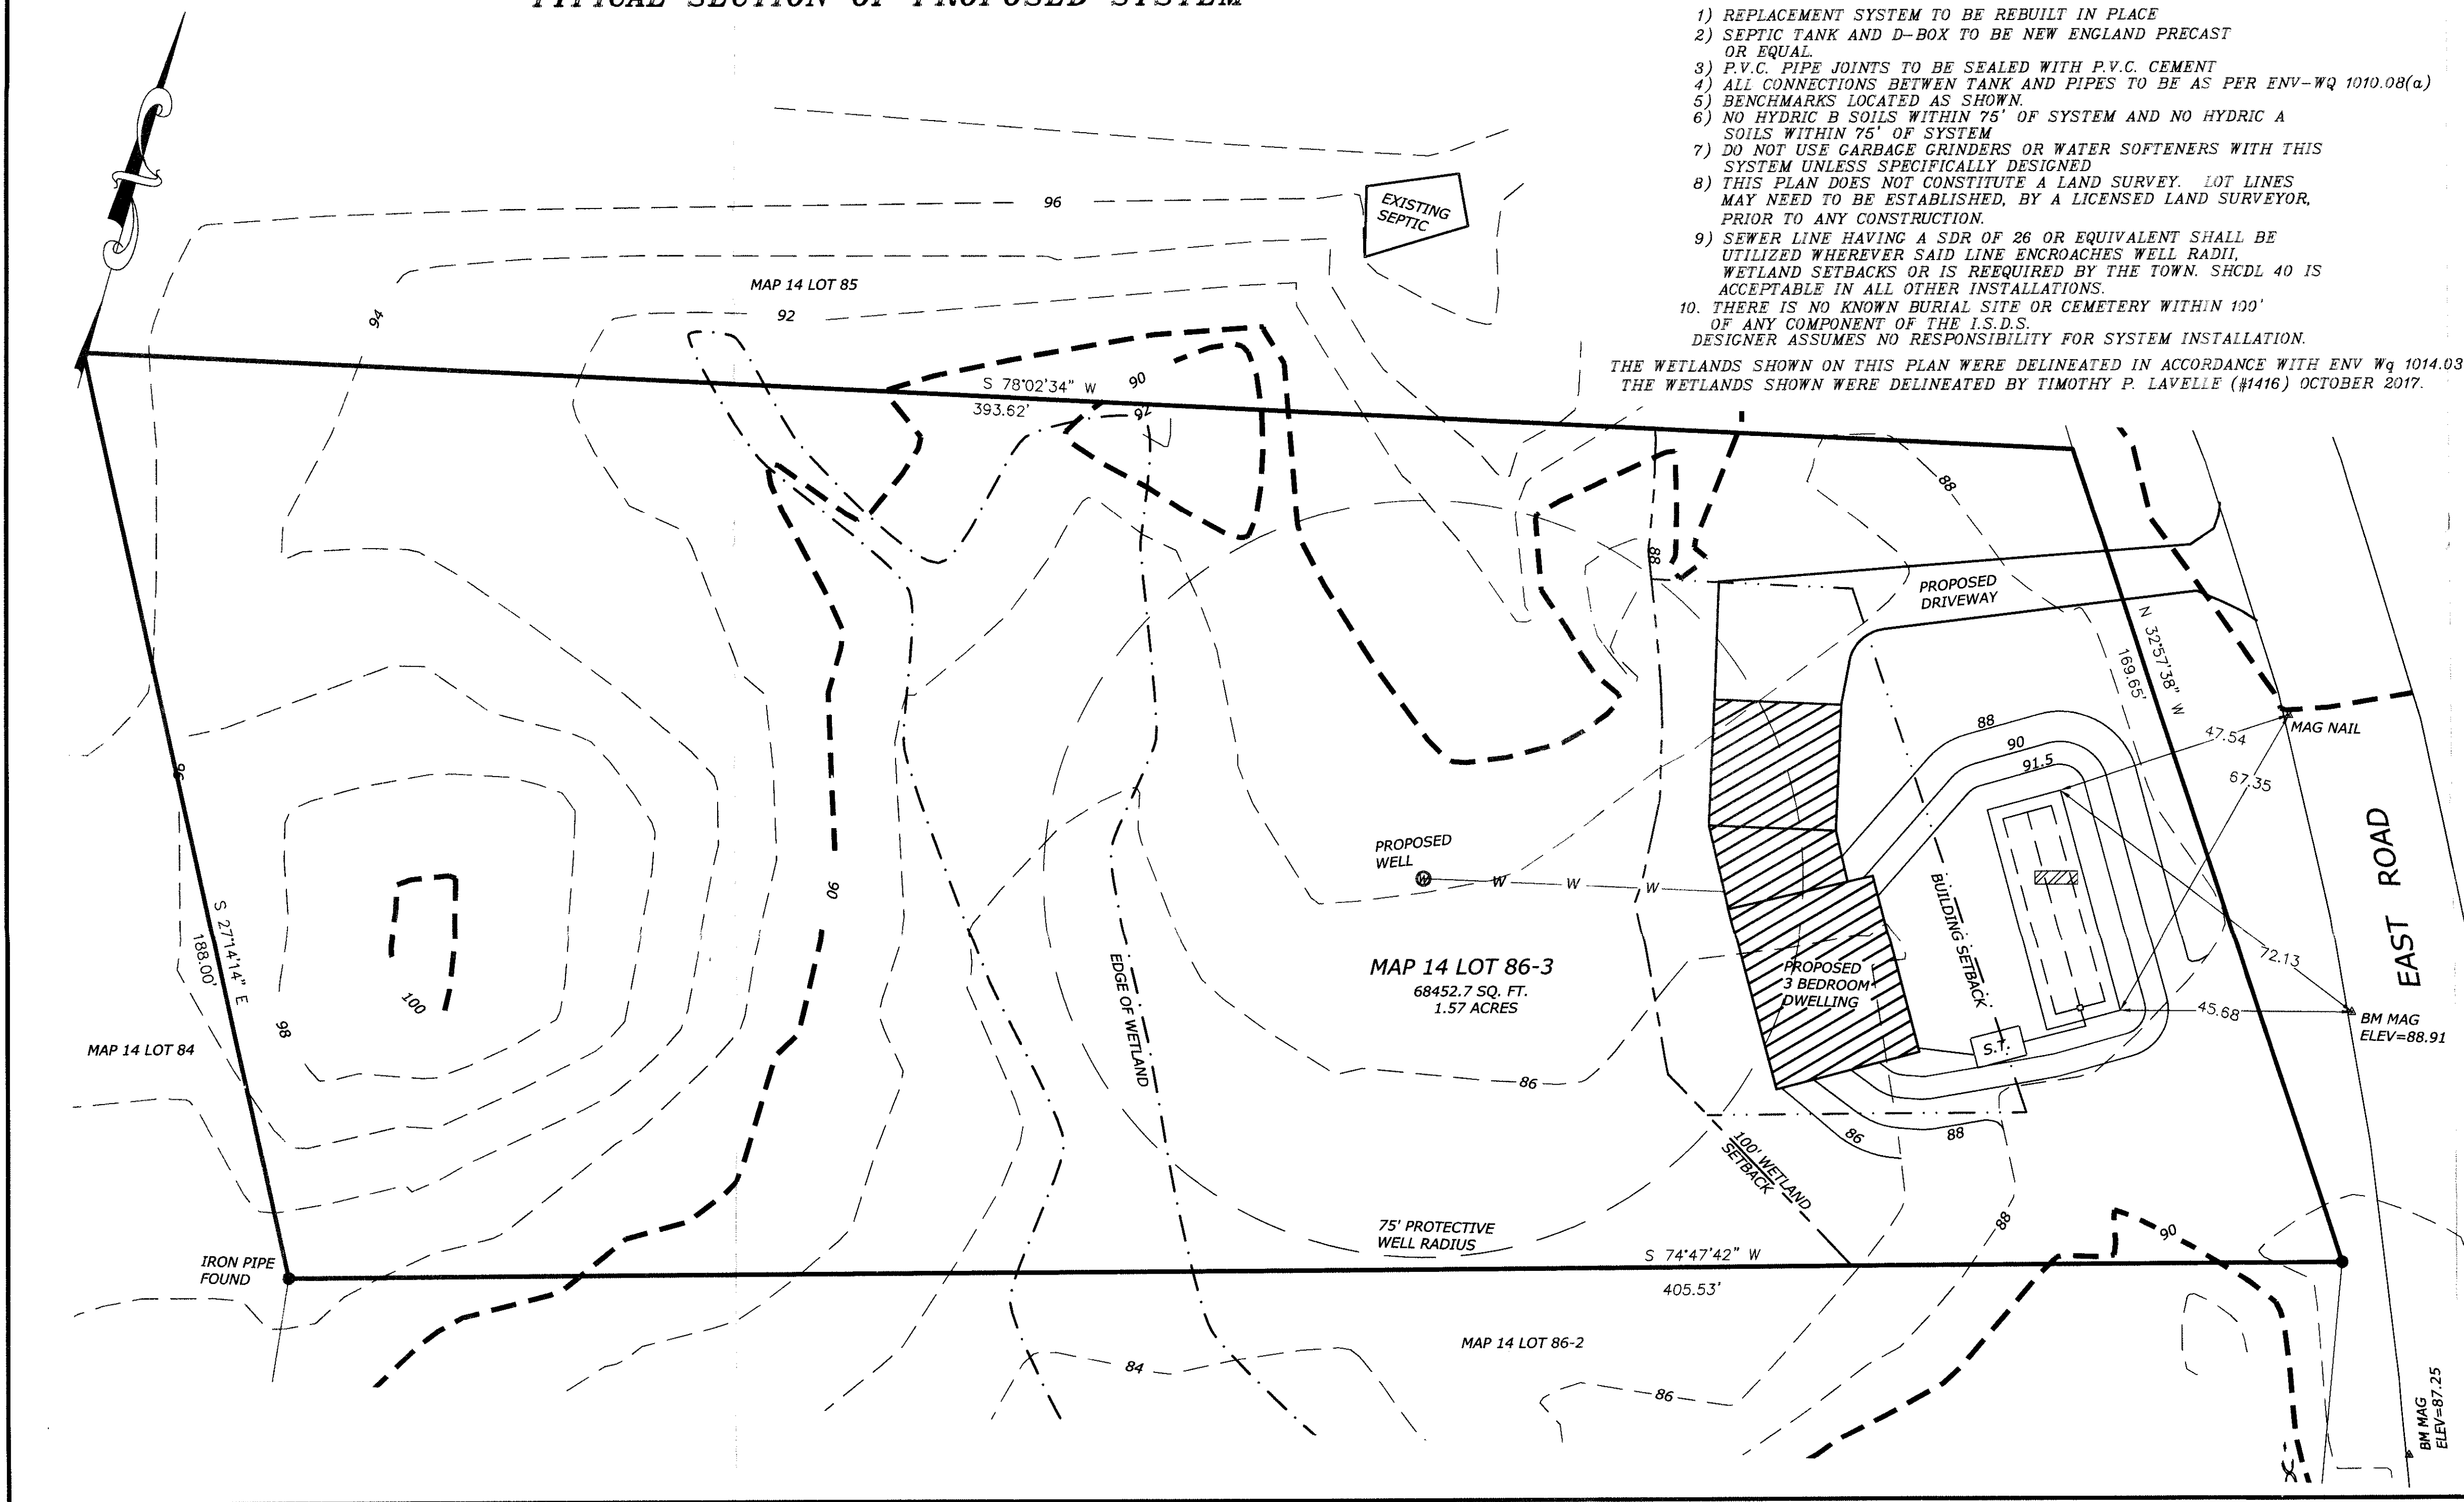 TYPICAL SECTION OF PROPOSED SYSTEM
1) REPLACEMENT SYSTEM TO BE REBUILT IN PLACE
2) SEPTIC TANK AND D-BOX TO BE NEW ENGLAND PRECAST
OR EQUAL.
3) P.V.C. PIPE JOINTS TO BE SEALED WITH P.V.C. CEMENT
4) ALL CONNECTIONS BETWEN TANK AND PIPES TO BE AS PER ENV-WQ 1010.08(a)
5) BENCHMARKS LOCATED AS SHOWN.
6) NO HYDRIC B SOILS WITHIN 75' OF SYSTEM AND NO HYDRIC A
SOILS WITHIN 75' OF SYSTEM
7) DO NOT USE GARBAGE GRINDERS OR WATER SOFTENERS WITH THIS
SYSTEM UNLESS SPECIFICALLY DESIGNED
8) THIS PLAN DOES NOT CONSTITUTE A LAND SURVEY. LOT LINES
MAY NEED TO BE ESTABLISHED, BY A LICENSED LAND SURVEYOR,
PRIOR TO ANY CONSTRUCTION.
9) SEWER LINE HAVING A SDR OF 26 OR EQUIVALENT SHALL BE
UTILIZED WHEREVER SAID LINE ENCROACHES WELL RADII,
WETLAND SETBACKS OR IS REEQUIRED BY THE TOWN. SHCDL 40 IS
ACCEPTABLE IN ALL OTHER INSTALLATIONS.
10. THERE IS NO KNOWN BURIAL SITE OR CEMETERY WITHIN 100'
OF ANY COMPONENT OF THE I.S.D.S.
DESIGNER ASSUMES NO RESPONSIBILITY FOR SYSTEM INSTALLATION.
THE WETLANDS SHOWN ON THIS PLAN WERE DELINEATED IN ACCORDANCE WITH ENV Wq 1014.03
THE WETLANDS SHOWN WERE DELINEATED BY TIMOTHY P. LAVELLE (#1416) OCTOBER 2017.
96
EXISTING
SEPTIC
MAP 14 LOT 85
94
92
S 78°02'34" W
393.62'
90
92
88
88
PROPOSED
DRIVEWAY
N 32°57'38" W
169.65'
88
90
91.5
47.54
MAG NAIL
67.35
96
PROPOSED
WELL
W
W
W
W
90
EAST ROAD
BUILDING SETBACK
S 27°14'14" E
188.00'
EDGE OF WETLAND
MAP 14 LOT 86-3
68452.7 SQ. FT.
1.57 ACRES
PROPOSED
3 BEDROOM
DWELLING
72.13
45.68
BM MAG
ELEV=88.91
100
98
MAP 14 LOT 84
S.T.
86
86
88
100' WETLAND
SETBACK
75' PROTECTIVE
WELL RADIUS
88
90
IRON PIPE
FOUND
S 74°47'42" W
405.53'
MAP 14 LOT 86-2
84
86
BM MAG
ELEV=87.25